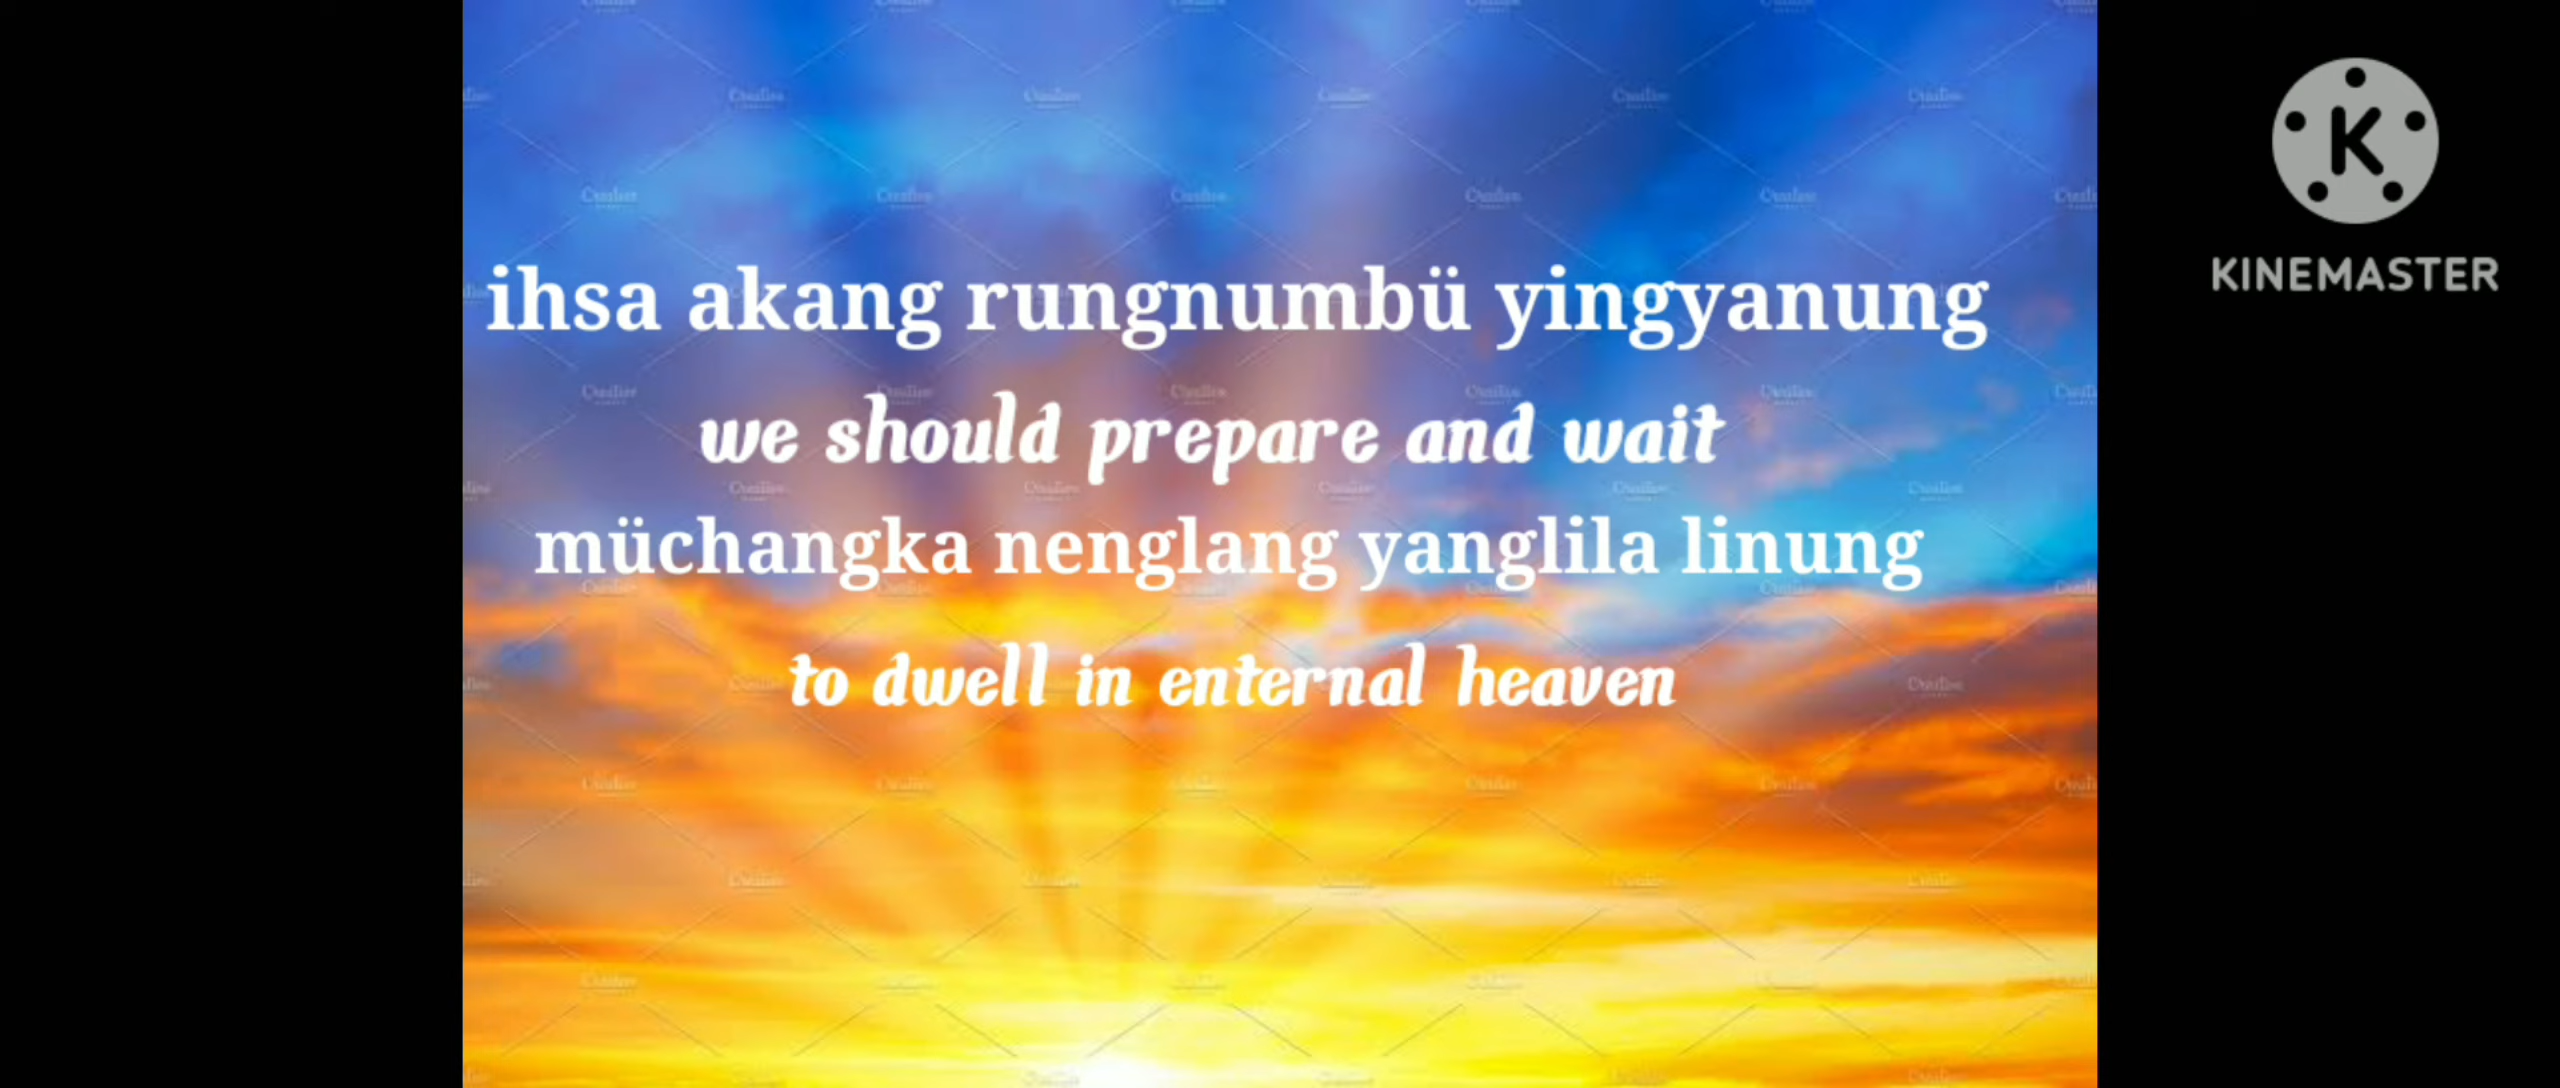 ihsa akang rungnumbü yingyanung
we should prepare and wait
müchangka nenglang yanglila linung
to dwell in enternal heaven
K
KINEMASTER